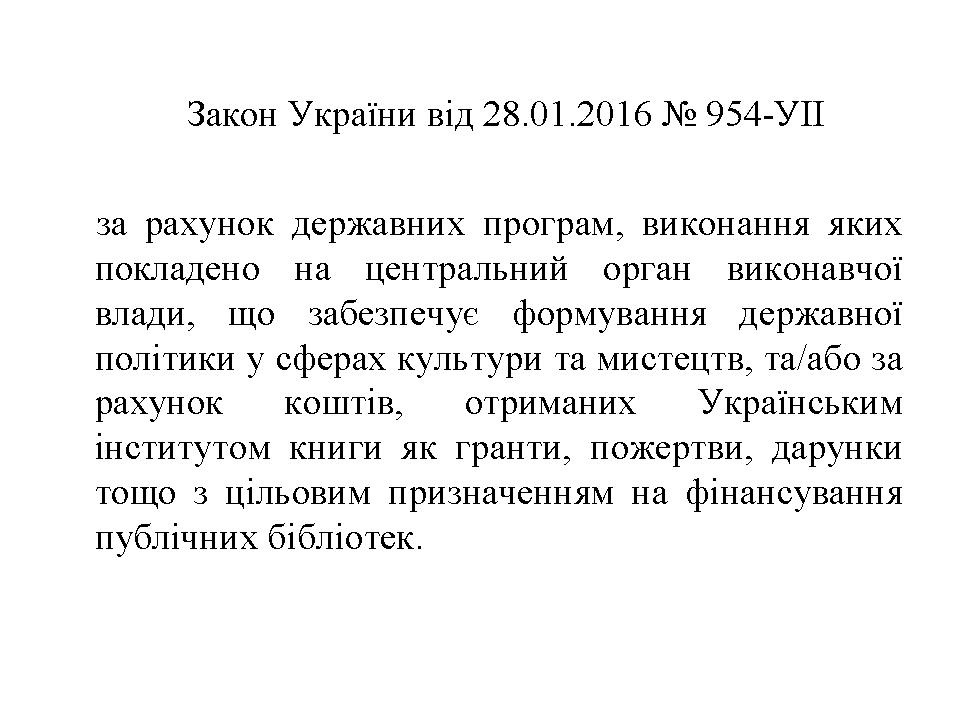 Закон України від 28.01.2016 № 954-УІІ
за рахунок державних програм, виконання яких
покладено на центральний орган виконавчої
влади, що забезпечує формування державної
політики у сферах культури та мистецтв, та/або за
рахунок коштів, отриманих Українським
інститутом книги як гранти, пожертви, дарунки
тощо з цільовим призначенням на фінансування
публічних бібліотек.